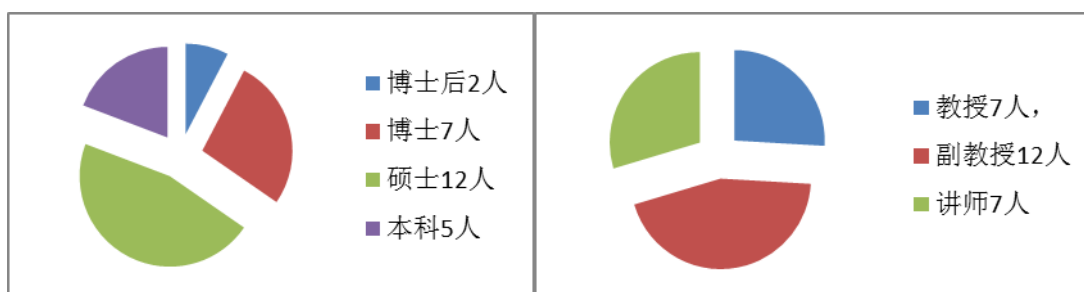 博士后2人
博士7人
硕士12人
本科5人
教授7人，
副教授12人
讲师7人